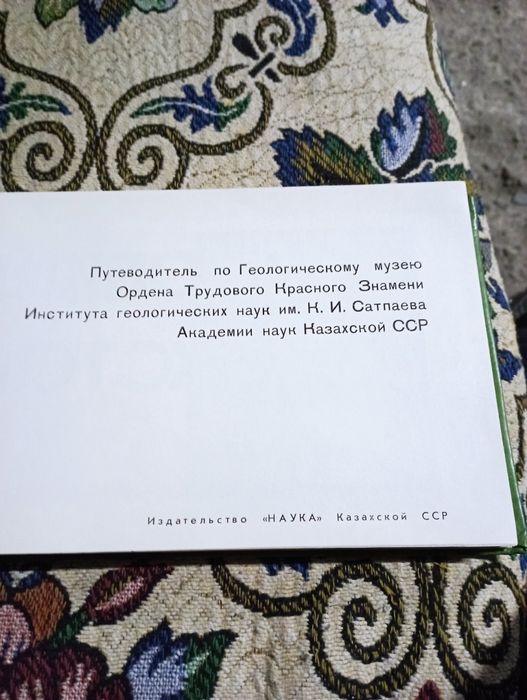 Путеводитель по Геологическому музею
Ордена Трудового Красного Знамени
Института геологических наук им. К. И. Сатпаева
Академии наук Казахской ССР
Издательство «НАУКА» Казахской ССР